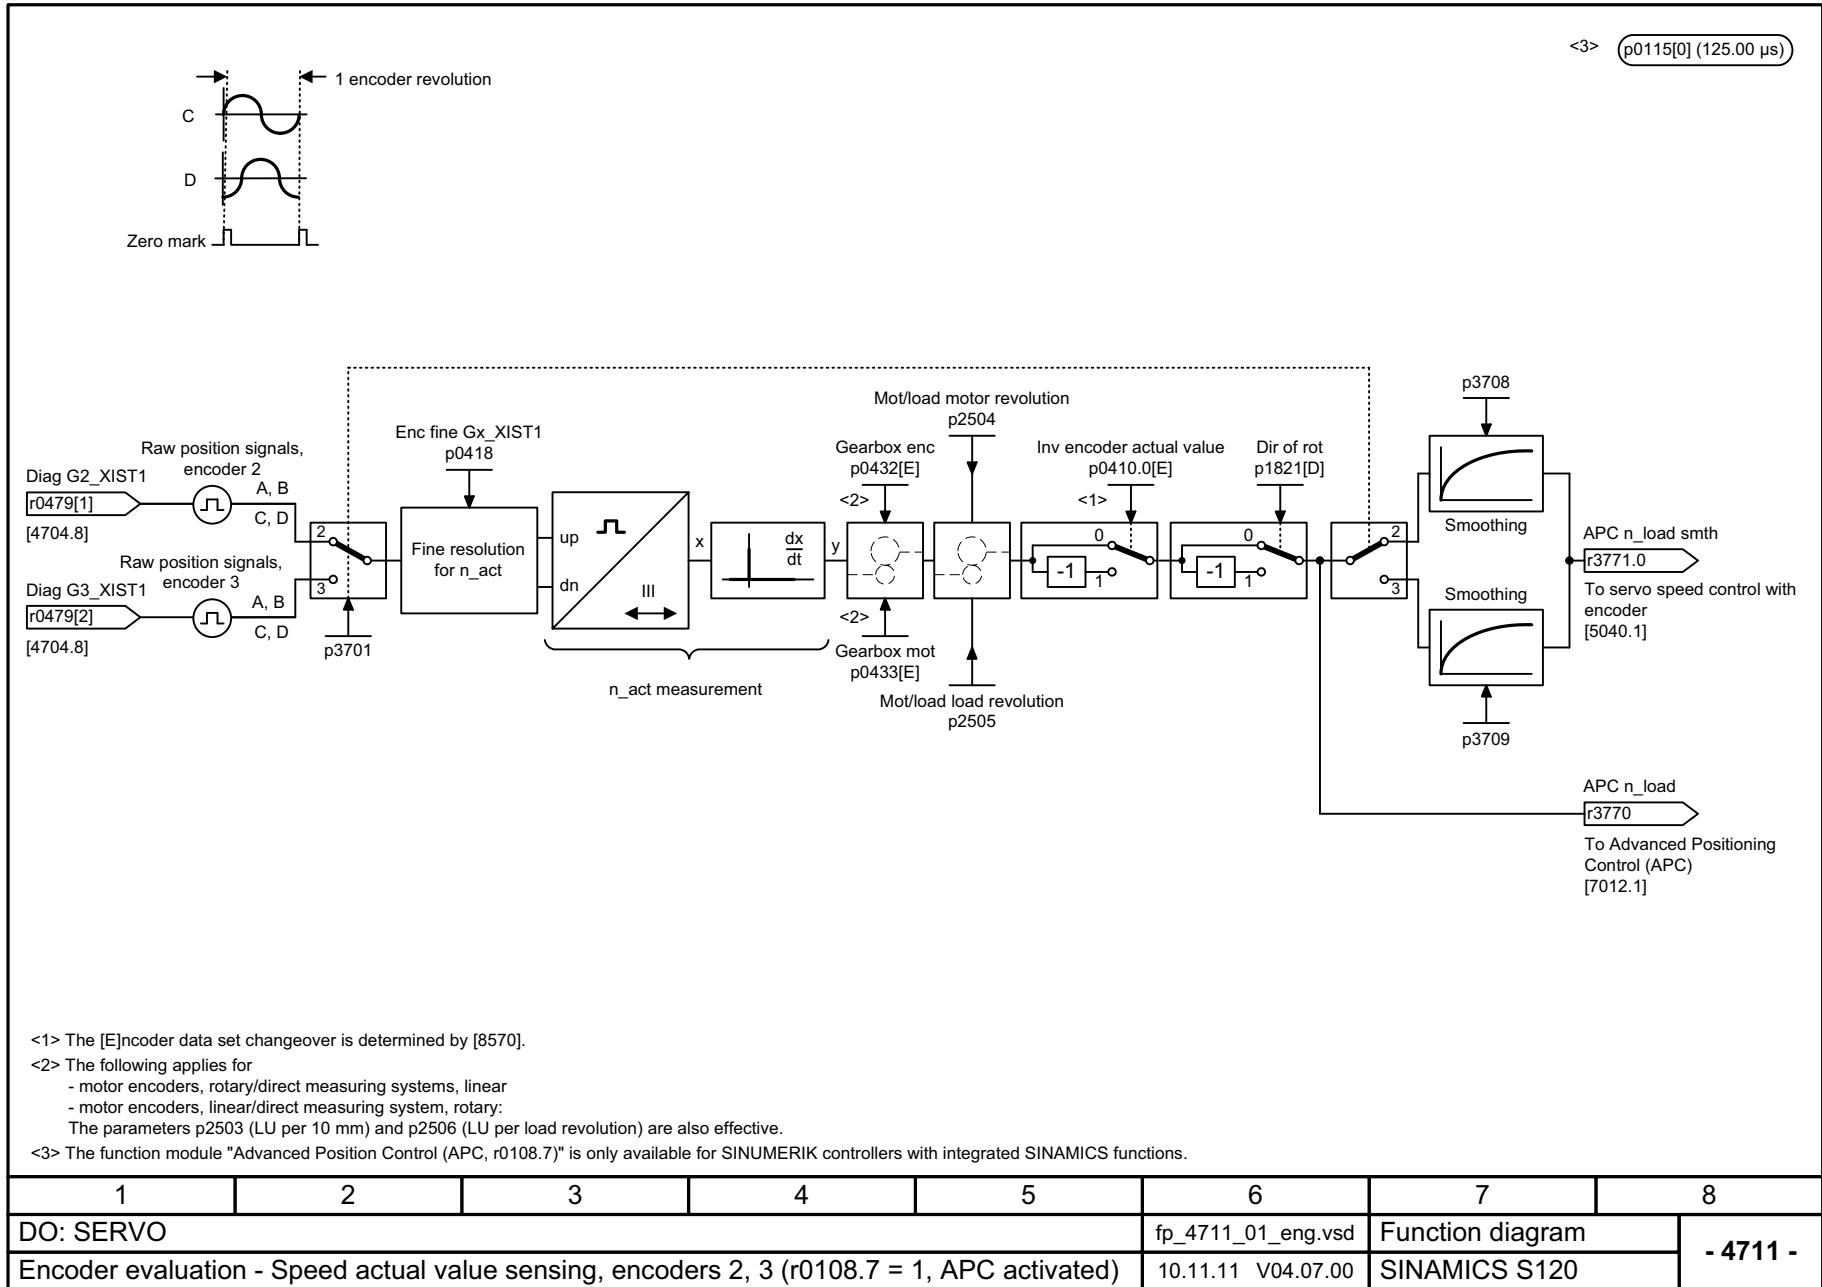 <3> p0115[0] (125.00 µs)
1 encoder revolution
C
D
Zero mark
Diag G2_XIST1
r0479[1]
[4704.8]
Raw position signals,
encoder 2
A, B
C, D
Diag G3_XIST1
r0479[2]
[4704.8]
Raw position signals,
encoder 3
A, B
C, D
2
3
p3701
Enc fine Gx_XIST1
p0418
Fine resolution
for n_act
up
dn
III
n_act measurement
x
dx
dt
y
Gearbox enc
p0432[E]
<2>
<2>
Gearbox mot
p0433[E]
Mot/load motor revolution
p2504
Mot/load load revolution
p2505
Inv encoder actual value
p0410.0[E]
<1>
0
-1
1
Dir of rot
p1821[D]
0
-1
1
2
3
p3708
Smoothing
Smoothing
p3709
APC n_load smth
r3771.0
To servo speed control with
encoder
[5040.1]
APC n_load
r3770
To Advanced Positioning
Control (APC)
[7012.1]
<1> The [E]ncoder data set changeover is determined by [8570].
<2> The following applies for
- motor encoders, rotary/direct measuring systems, linear
- motor encoders, linear/direct measuring system, rotary:
The parameters p2503 (LU per 10 mm) and p2506 (LU per load revolution) are also effective.
<3> The function module "Advanced Position Control (APC, r0108.7)" is only available for SINUMERIK controllers with integrated SINAMICS functions.
1 2 3 4 5 6 7 8
DO: SERVO
fp_4711_01_eng.vsd
Function diagram
- 4711 -
Encoder evaluation - Speed actual value sensing, encoders 2, 3 (r0108.7 = 1, APC activated)
10.11.11 V04.07.00
SINAMICS S120